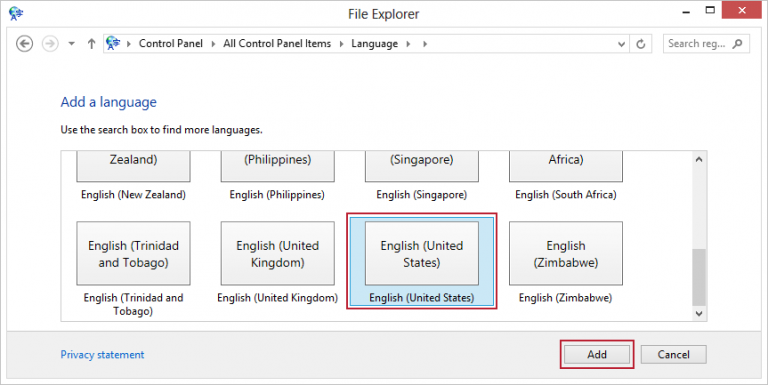 File Explorer
Control Panel All Control Panel Items Language
Search reg...
Add a language
Use the search box to find more languages.
Zealand) (Philippines) (Singapore) Africa)
English (New Zealand) English (Philippines) English (Singapore) English (South Africa)
English (Trinidad English (United English (United English
and Tobago) Kingdom) States) (Zimbabwe)
English (Trinidad and English (United Kingdom) English (United States) English (Zimbabwe)
Tobago)
Privacy statement Add Cancel